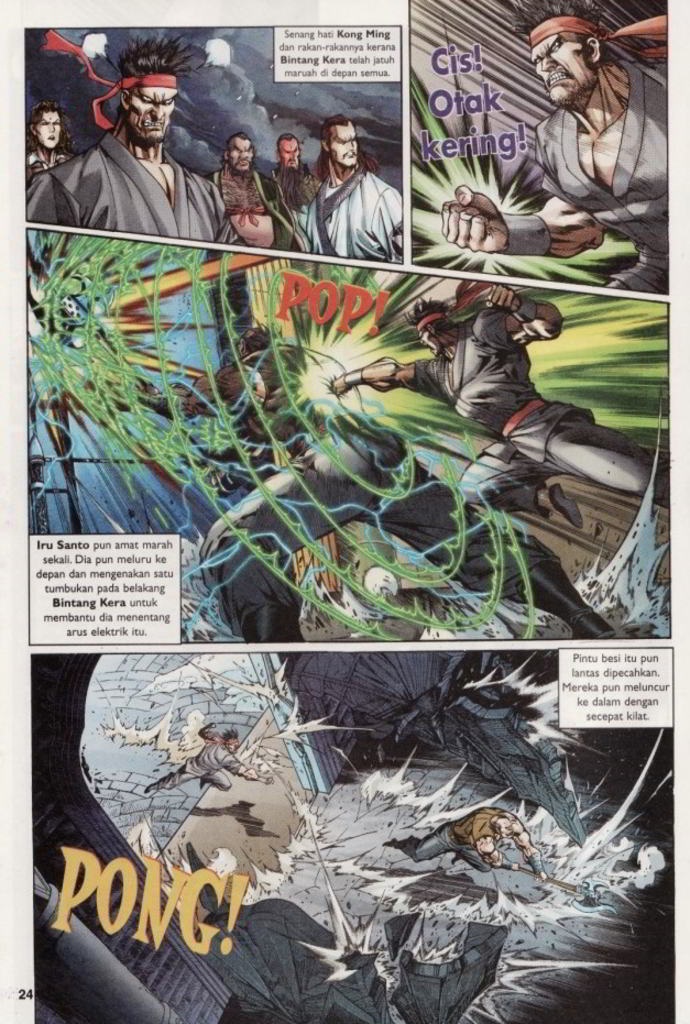 Senang hati Kong Ming
dan rakan-rakannya kerana
Bintang Kera telah jatuh
maruah di depan semua.
Cis!
Otak
kering!
POP!
Iru Santo pun amat marah
sekali. Dia pun meluru ke
depan dan mengenakan satu
tumbukan pada belakang
Bintang Kera untuk
membantu dia menentang
arus elektrik itu.
Pintu besi itu pun
lantas dipecahkan.
Mereka pun meluncur
ke dalam dengan
secepat kilat.
PONG!
24